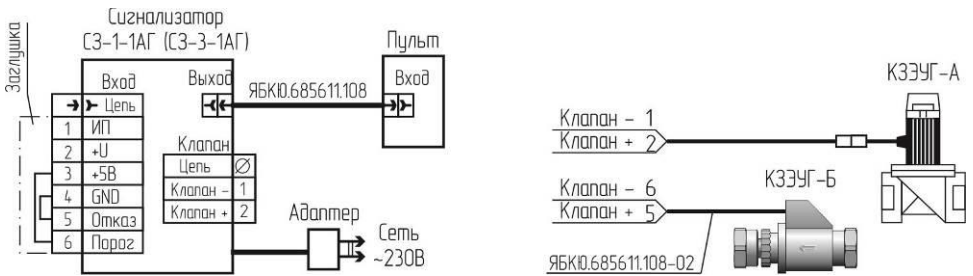 Сигнализатор
СЗ-1-1АГ (СЗ-3-1АГ)
Заглушка
Вход
Цепь
1 ИП
2 +U
3 +5В
4 GND
5 Отказ
6 Порог
Выход
ЯБКЮ.685611.108
Пульт
Вход
Клапан
Цепь
Клапан - 1
Клапан + 2
Адаптер
Сеть
~230В
КЗЭУГ-А
Клапан - 1
Клапан + 2
КЗЭУГ-Б
Клапан - 6
Клапан + 5
ЯБКЮ.685611.108-02